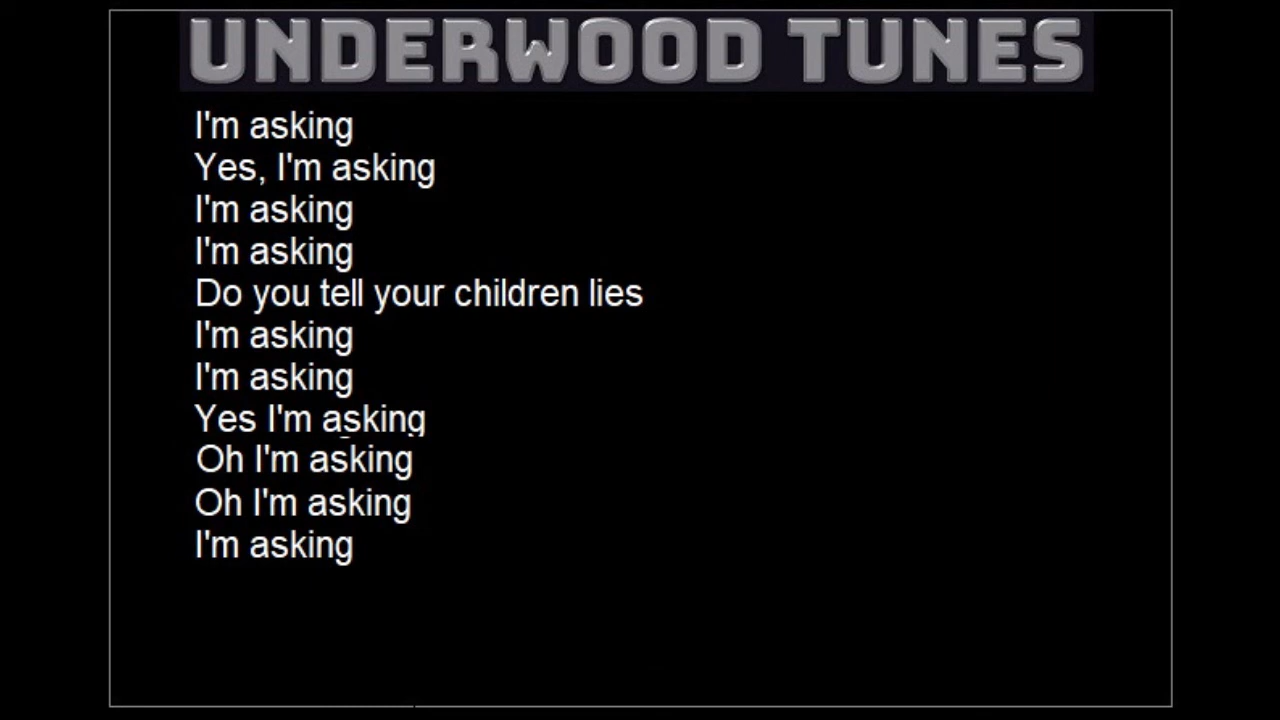 UNDERWOOD TUNES
I'm asking
Yes, I'm asking
I'm asking
I'm asking
Do you tell your children lies
I'm asking
I'm asking
Yes I'm asking
Oh I'm asking
Oh I'm asking
I'm asking